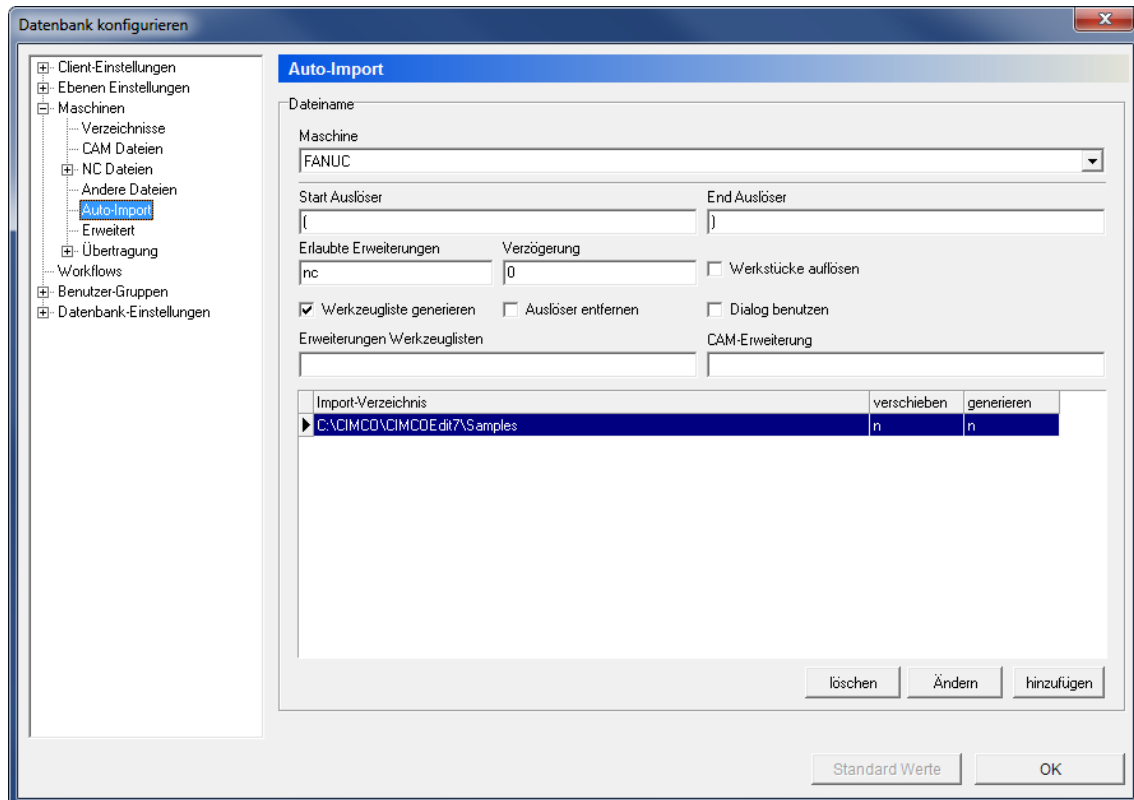 Datenbank konfigurieren
Client-Einstellungen
Ebenen Einstellungen
Maschinen
Verzeichnisse
CAM Dateien
NC Dateien
Andere Dateien
Auto-Import
Erweitert
Übertragung
Workflows
Benutzer-Gruppen
Datenbank-Einstellungen
Auto-Import
Dateiname
Maschine
FANUC
Start Auslöser
End Auslöser
(
)
Erlaubte Erweiterungen
Verzögerung
nc
0
Werkstücke auflösen
Werkzeugliste generieren
Auslöser entfernen
Dialog benutzen
Erweiterungen Werkzeuglisten
CAM-Erweiterung
Import-Verzeichnis verschieben generieren
C:\CIMCO\CIMCOEdit7\Samples n n
löschen
Ändern
hinzufügen
Standard Werte
OK